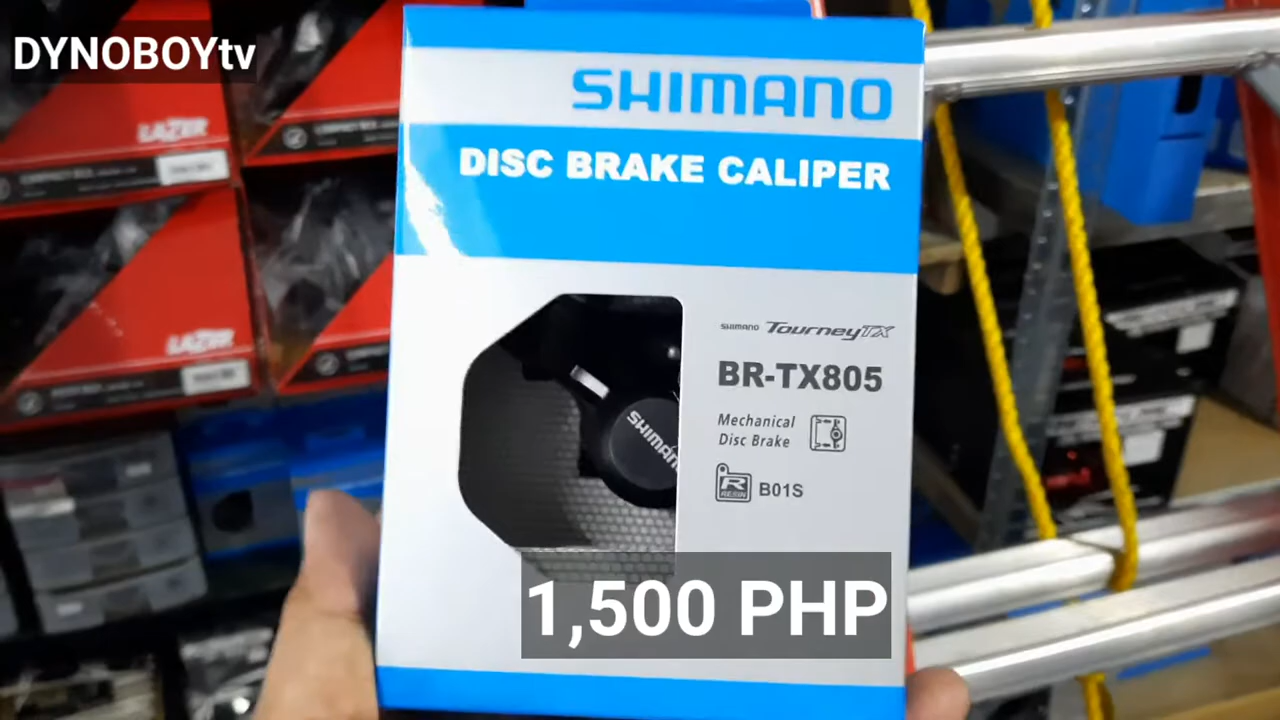 DYNOBOYtv
SHIMANO
DISC BRAKE CALIPER
LAZER
LAZER
SHIMANO TourneyTX
BR-TX805
Mechanical
Disc Brake
R
RESIN
B01S
SHIMANO
1,500 PHP